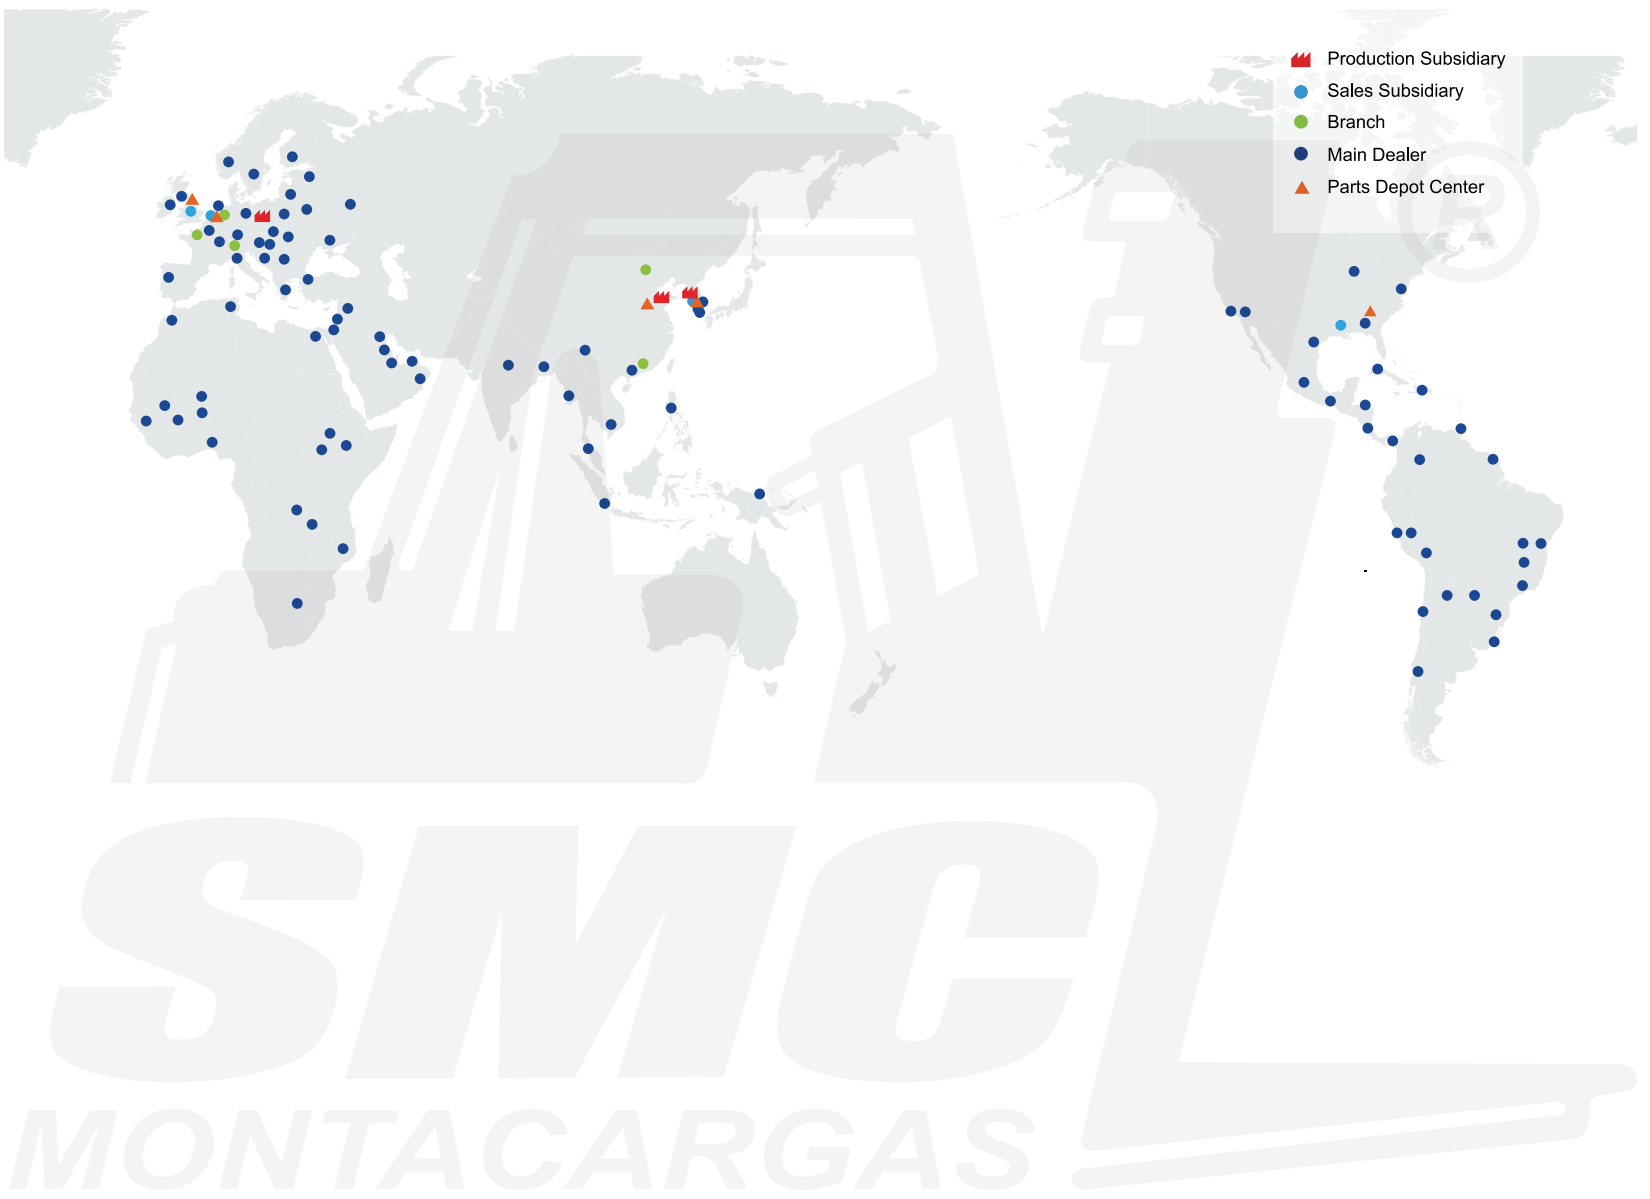 Production Subsidiary
Sales Subsidiary
Branch
Main Dealer
Parts Depot Center
®
SMC
MONTACARGAS